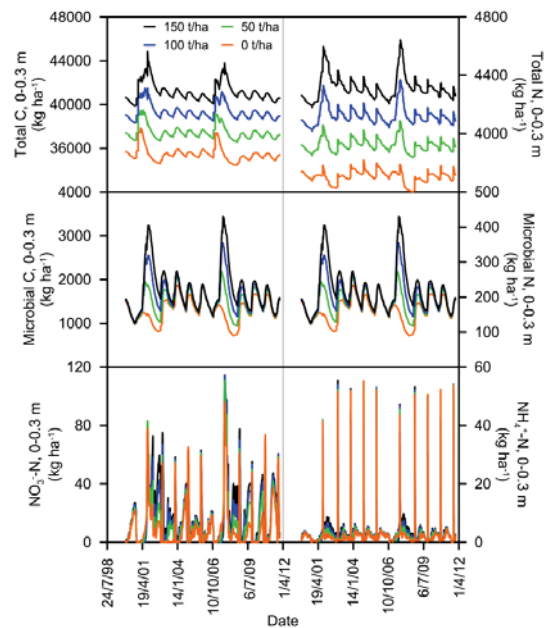 48000
44000
40000
36000
4000
3000
2000
1000
120
80
40
0
Total C, 0-0.3 m
(kg ha⁻¹)
Microbial C, 0-0.3 m
(kg ha⁻¹)
NO₃⁻-N, 0-0.3 m
(kg ha⁻¹)
150 t/ha
50 t/ha
100 t/ha
0 t/ha
4800
4400
4000
500
400
300
200
100
60
40
20
0
Total N, 0-0.3 m
(kg ha⁻¹)
Microbial N, 0-0.3 m
(kg ha⁻¹)
NH₄⁺-N, 0-0.3 m
(kg ha⁻¹)
24/7/98
19/4/01
14/1/04
10/10/06
6/7/09
1/4/12
19/4/01
14/1/04
10/10/06
6/7/09
1/4/12
Date